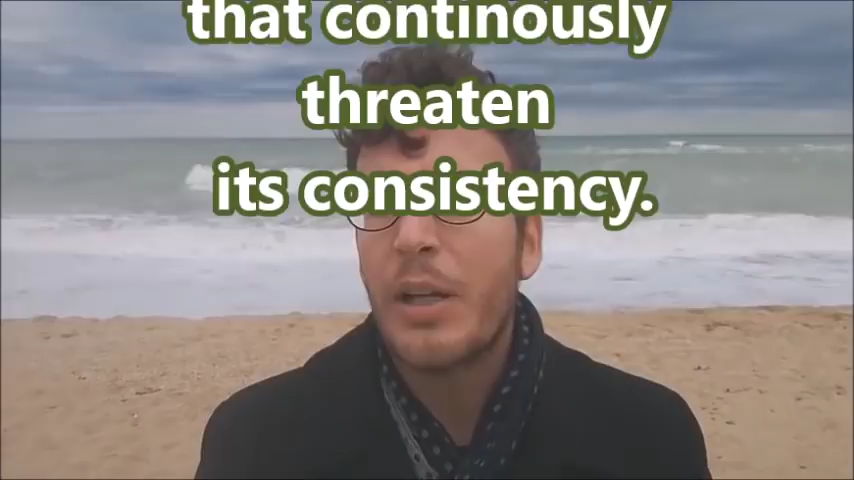 that continously
threaten
its consistency.